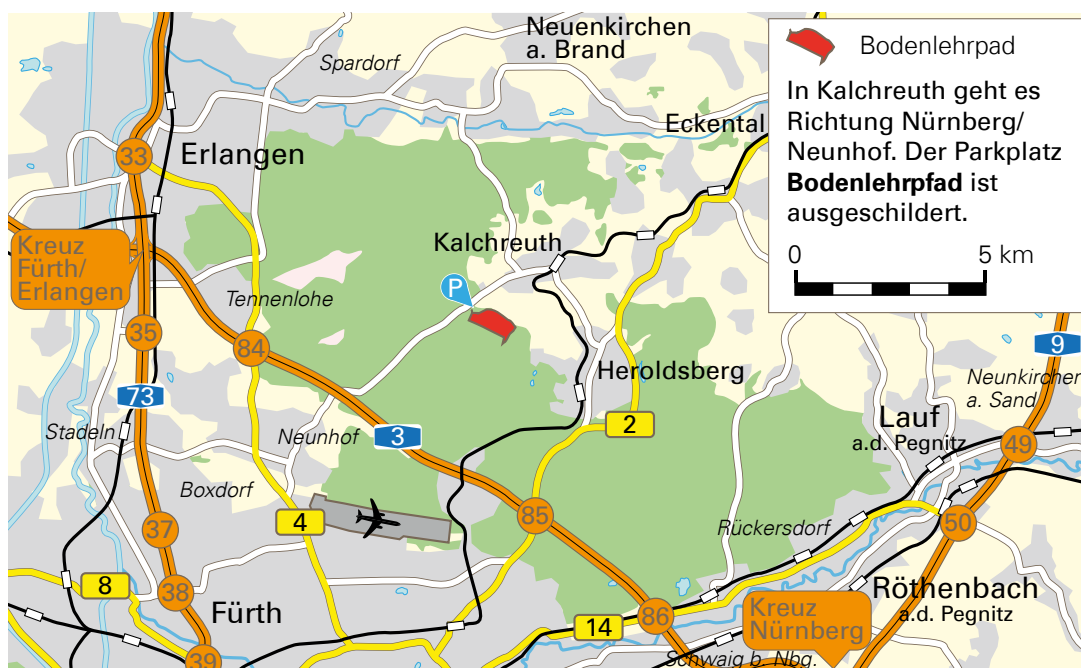 Neuenkirchen
a. Brand
Spardorf
Eckental
33
Erlangen
Kalchreuth
Kreuz
Fürth/
Erlangen
P
Tennenlohe
35
84
73
Heroldsberg
9
Neunkirchen
a. Sand
Stadeln
Neunhof
3
2
Lauf
a.d. Pegnitz
49
Boxdorf
37
4
85
Rückersdorf
50
8
38
Fürth
14
86
Kreuz
Nürnberg
Röthenbach
a.d. Pegnitz
39
Schwaig b. Nbg.
Bodenlehrpad
In Kalchreuth geht es
Richtung Nürnberg/
Neunhof. Der Parkplatz
Bodenlehrpfad ist
ausgeschildert.
0 5 km